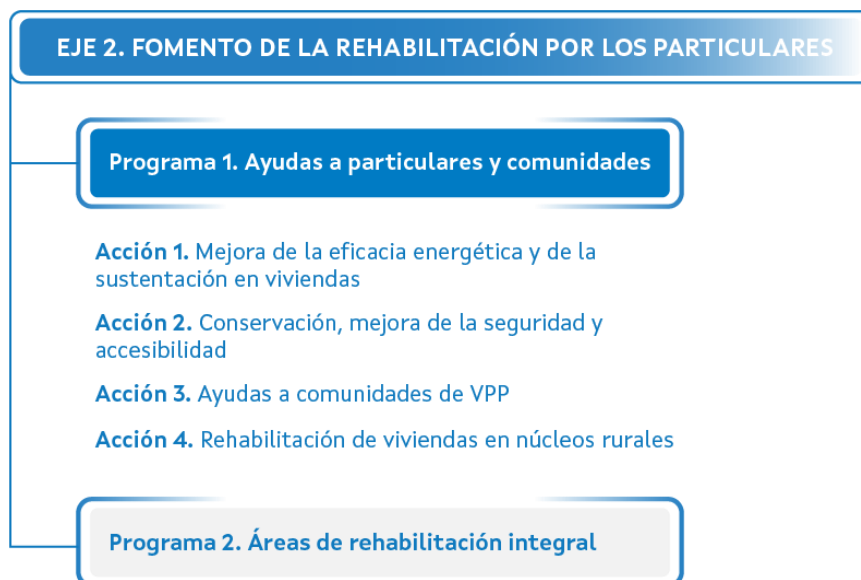 EJE 2. FOMENTO DE LA REHABILITACIÓN POR LOS PARTICULARES
Programa 1. Ayudas a particulares y comunidades
Acción 1. Mejora de la eficacia energética y de la
sustentación en viviendas
Acción 2. Conservación, mejora de la seguridad y
accesibilidad
Acción 3. Ayudas a comunidades de VPP
Acción 4. Rehabilitación de viviendas en núcleos rurales
Programa 2. Áreas de rehabilitación integral